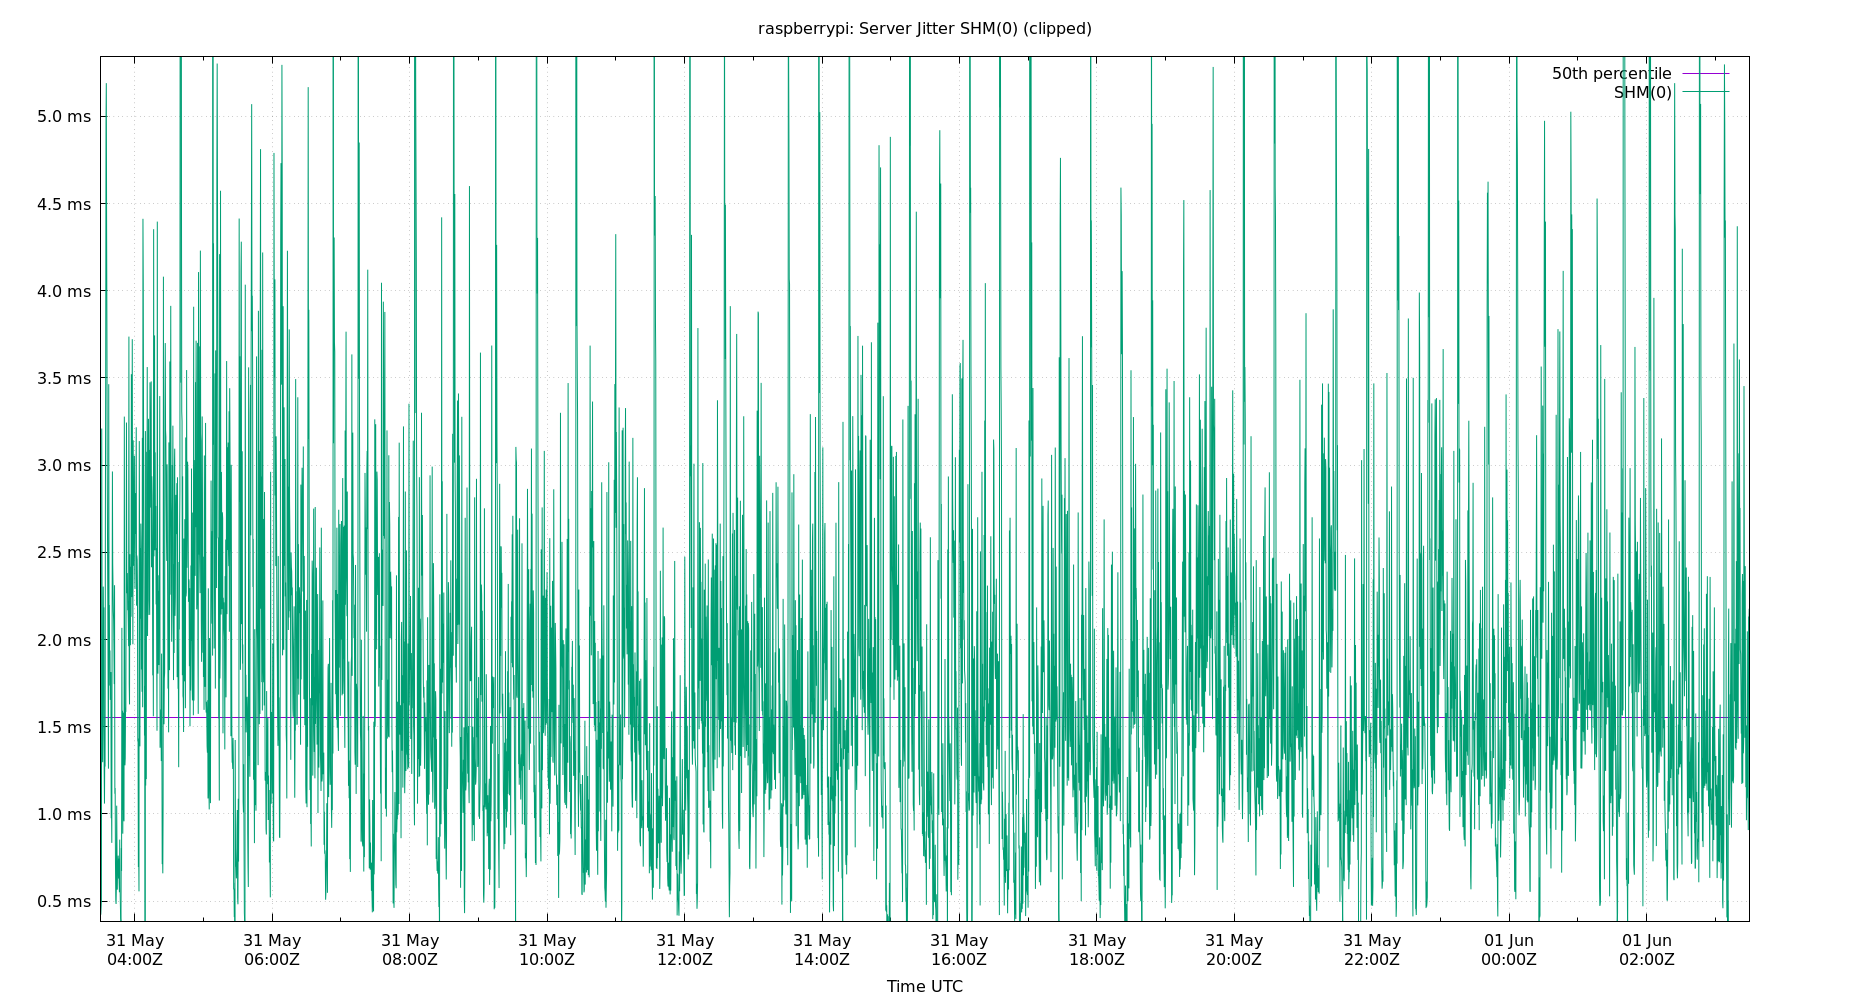 raspberrypi: Server Jitter SHM(0) (clipped)
50th percentile
SHM(0)
5.0 ms
4.5 ms
4.0 ms
3.5 ms
3.0 ms
2.5 ms
2.0 ms
1.5 ms
1.0 ms
0.5 ms
31 May 31 May 31 May 31 May 31 May 31 May 31 May 31 May 31 May 31 May 01 Jun 01 Jun
04:00Z 06:00Z 08:00Z 10:00Z 12:00Z 14:00Z 16:00Z 18:00Z 20:00Z 22:00Z 00:00Z 02:00Z
Time UTC